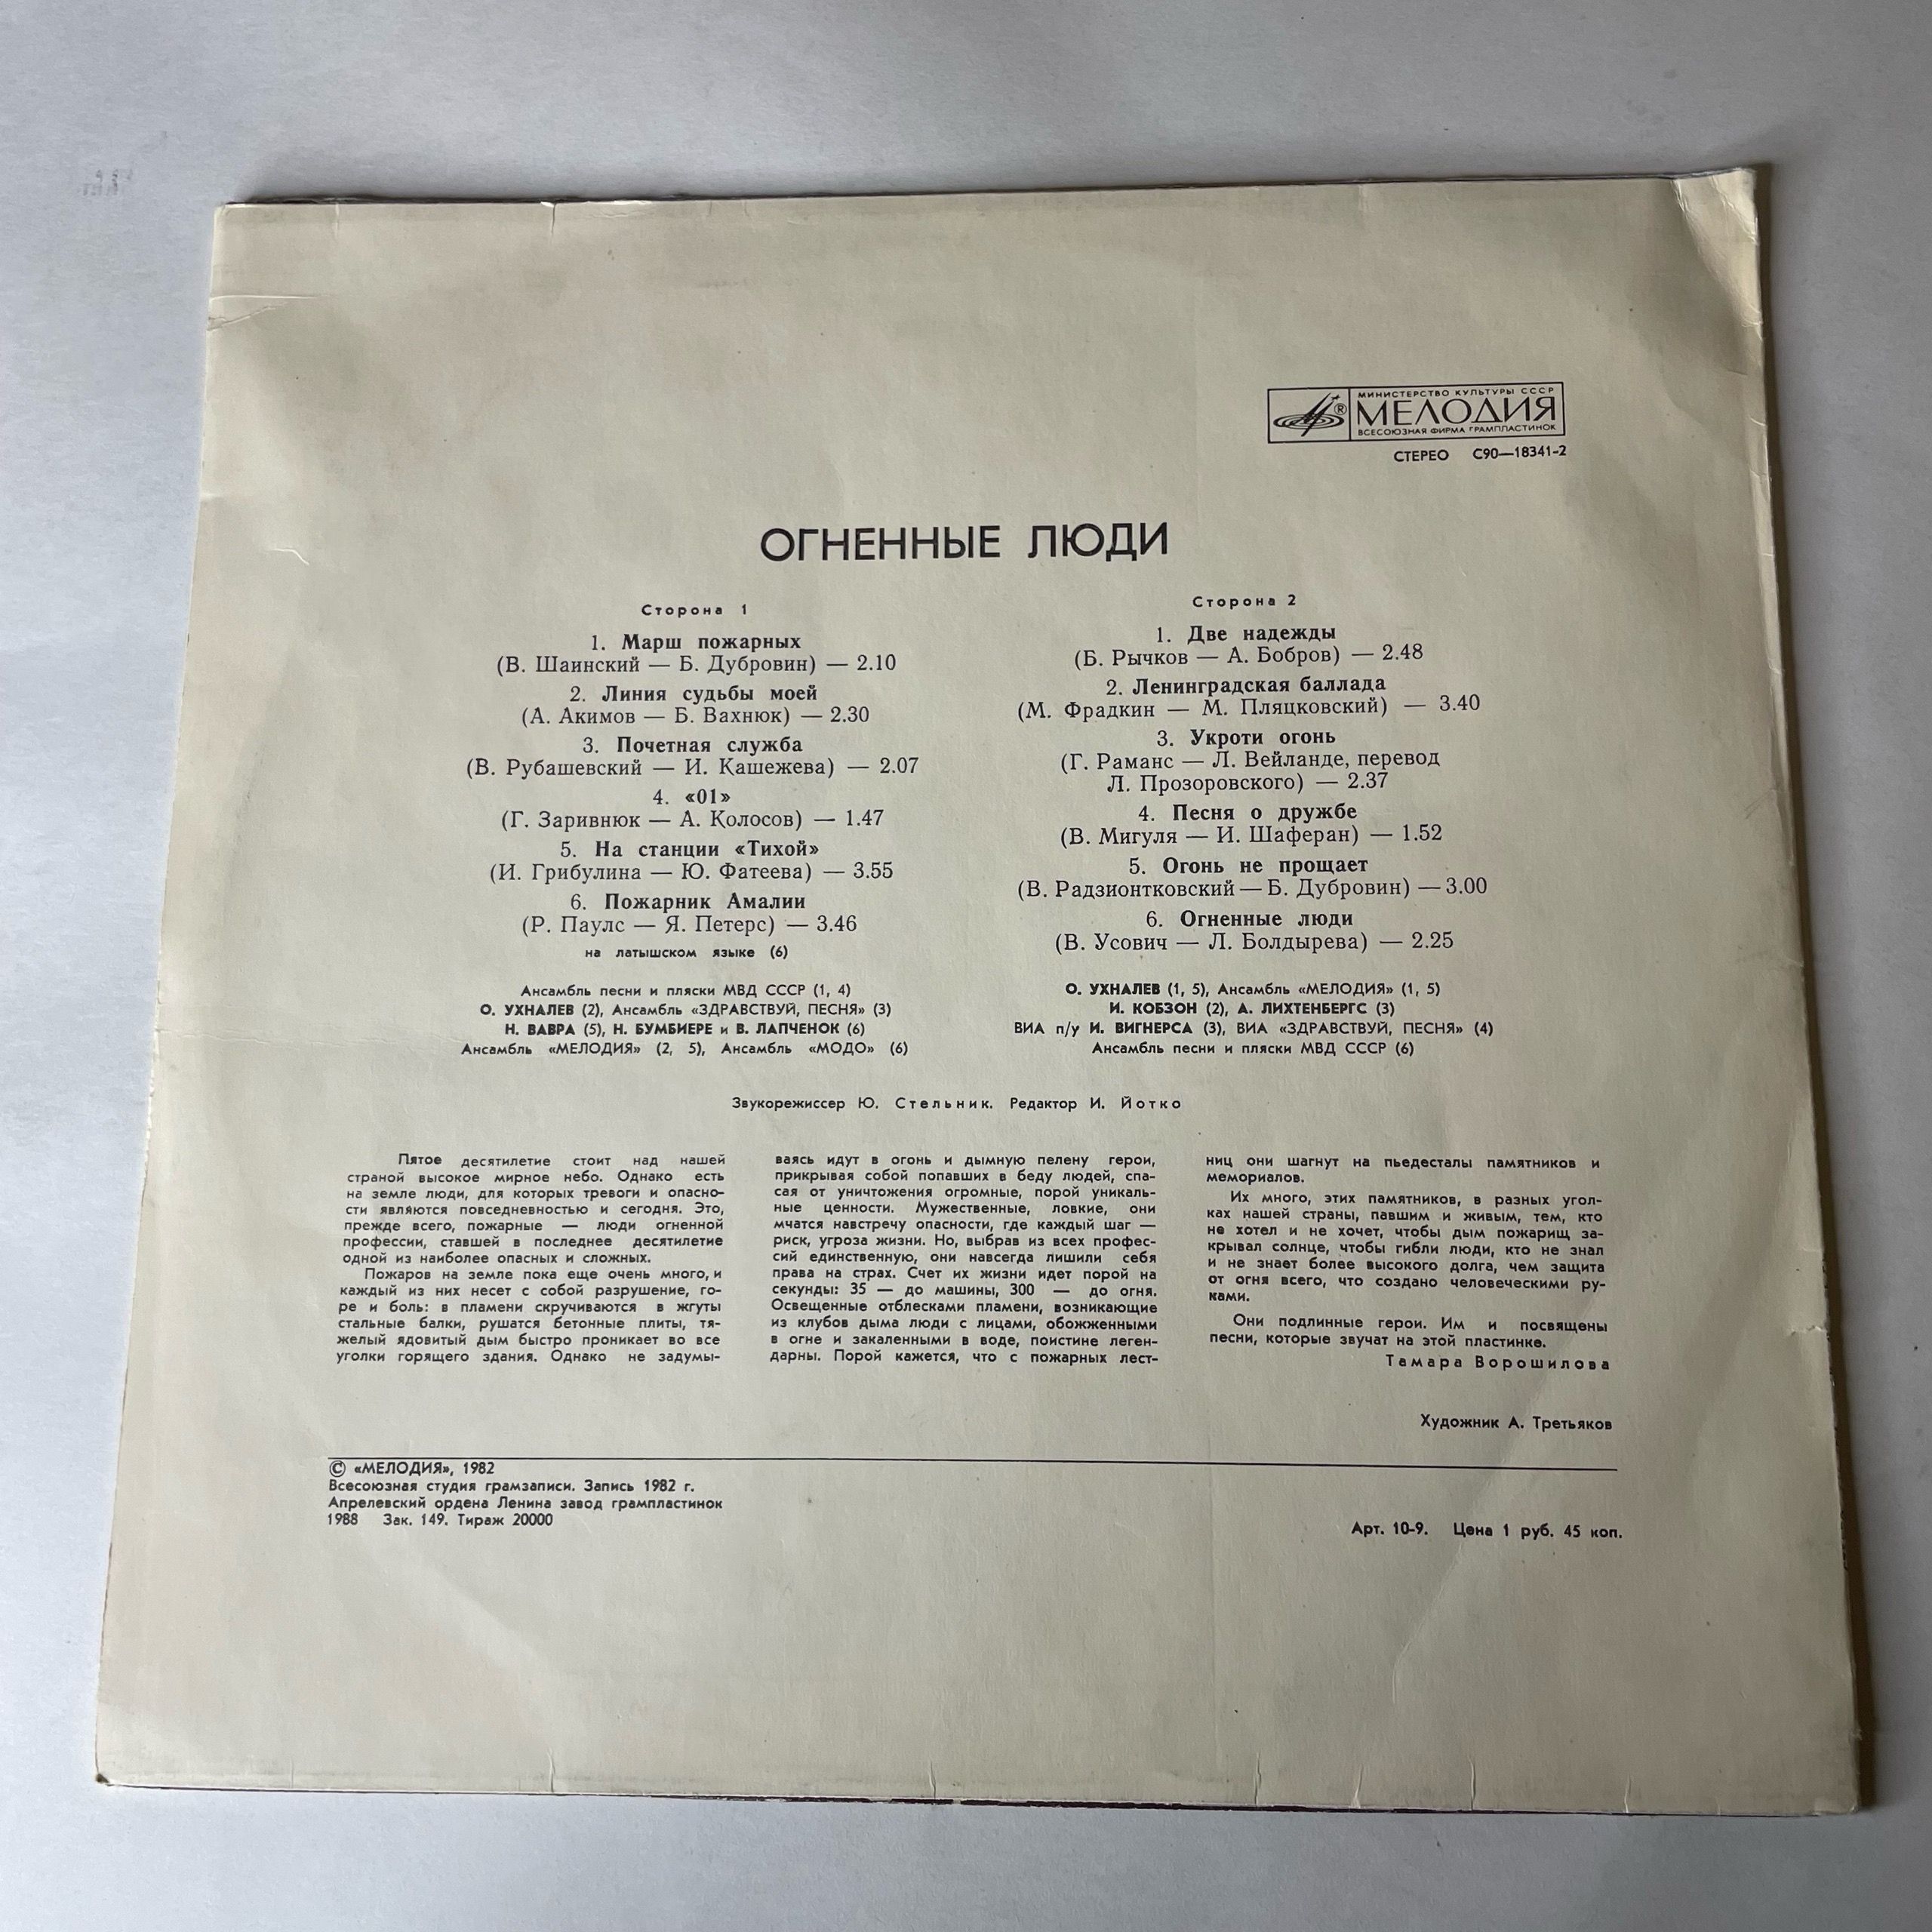 МИНИСТЕРСТВО КУЛЬТУРЫ СССР
МЕЛОДИЯ
ВСЕСОЮЗНАЯ ФИРМА ГРАМПЛАСТИНОК
СТЕРЕО С90—18341-2
ОГНЕННЫЕ ЛЮДИ
Сторона 1
1. Марш пожарных
(В. Шаинский — Б. Дубровин) — 2.10
2. Линия судьбы моей
(А. Акимов — Б. Вахнюк) — 2.30
3. Почетная служба
(В. Рубашевский — И. Кашежева) — 2.07
4. «01»
(Г. Заривнюк — А. Колосов) — 1.47
5. На станции «Тихой»
(И. Грибулина — Ю. Фатеева) — 3.55
6. Пожарник Амалии
(Р. Паулс — Я. Петерс) — 3.46
на латышском языке (6)
Ансамбль песни и пляски МВД СССР (1, 4)
О. УХНАЛЕВ (2), Ансамбль «ЗДРАВСТВУЙ, ПЕСНЯ» (3)
Н. ВАВРА (5), Н. БУМБИЕРЕ и В. ЛАПЧЕНОК (6)
Ансамбль «МЕЛОДИЯ» (2, 5), Ансамбль «МОДО» (6)
Сторона 2
1. Две надежды
(Б. Рычков — А. Бобров) — 2.48
2. Ленинградская баллада
(М. Фрадкин — М. Пляцковский) — 3.40
3. Укроти огонь
(Г. Раманс — Л. Вейланде, перевод
Л. Прозоровского) — 2.37
4. Песня о дружбе
(В. Мигуля — И. Шаферан) — 1.52
5. Огонь не прощает
(В. Радзионтковский — Б. Дубровин) — 3.00
6. Огненные люди
(В. Усович — Л. Болдырева) — 2.25
О. УХНАЛЕВ (1, 5), Ансамбль «МЕЛОДИЯ» (1, 5)
И. КОБЗОН (2), А. ЛИХТЕНБЕРГС (3)
ВИА п/у И. ВИГНЕРСА (3), ВИА «ЗДРАВСТВУЙ, ПЕСНЯ» (4)
Ансамбль песни и пляски МВД СССР (6)
Звукорежиссер Ю. Стельник. Редактор И. Йотко
Пятое десятилетие стоит над нашей
страной высокое мирное небо. Однако есть
на земле люди, для которых тревоги и опасно-
сти являются повседневностью и сегодня. Это,
прежде всего, пожарные — люди огненной
профессии, ставшей в последнее десятилетие
одной из наиболее опасных и сложных.
Пожаров на земле пока еще очень много, и
каждый из них несет с собой разрушение, го-
ре и боль: в пламени скручиваются в жгуты
стальные балки, рушатся бетонные плиты, тя-
желый ядовитый дым быстро проникает во все
уголки горящего здания. Однако не задумы-
ваясь идут в огонь и дымную пелену герои,
прикрывая собой попавших в беду людей, спа-
сая от уничтожения огромные, порой уникаль-
ные ценности. Мужественные, ловкие, они
мчатся навстречу опасности, где каждый шаг —
риск, угроза жизни. Но, выбрав из всех профес-
сий единственную, они навсегда лишили себя
права на страх. Счет их жизни идет порой на
секунды: 35 — до машины, 300 — до огня.
Освещенные отблесками пламени, возникающие
из клубов дыма люди с лицами, обожженными
в огне и закаленными в воде, поистине леген-
дарны. Порой кажется, что с пожарных лест-
ниц они шагнут на пьедесталы памятников и
мемориалов.
Их много, этих памятников, в разных угол-
ках нашей страны, павшим и живым, тем, кто
не хотел и не хочет, чтобы дым пожарищ за-
крывал солнце, чтобы гибли люди, кто не знал
и не знает более высокого долга, чем защита
от огня всего, что создано человеческими ру-
ками.
Они подлинные герои. Им и посвящены
песни, которые звучат на этой пластинке.
Тамара Ворошилова
Художник А. Третьяков
© «МЕЛОДИЯ», 1982
Всесоюзная студия грамзаписи. Запись 1982 г.
Апрелевский ордена Ленина завод грампластинок
1988 Зак. 149. Тираж 20000
Арт. 10-9. Цена 1 руб. 45 коп.